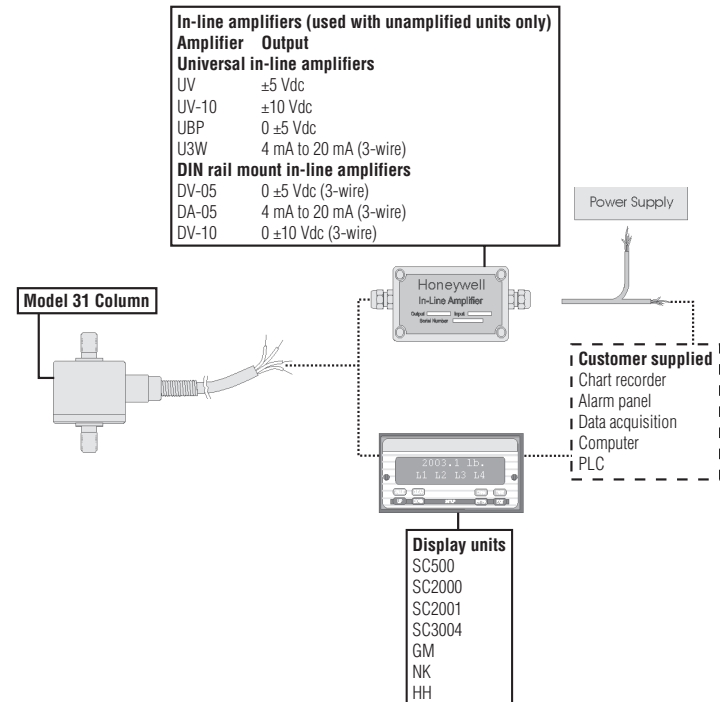 In-line amplifiers (used with unamplified units only)
Amplifier Output
Universal in-line amplifiers
UV ±5 Vdc
UV-10 ±10 Vdc
UBP 0 ±5 Vdc
U3W 4 mA to 20 mA (3-wire)
DIN rail mount in-line amplifiers
DV-05 0 ±5 Vdc (3-wire)
DA-05 4 mA to 20 mA (3-wire)
DV-10 0 ±10 Vdc (3-wire)
Power Supply
Model 31 Column
Honeywell
In-Line Amplifier
Output Input
Serial Number
Customer supplied
Chart recorder
Alarm panel
Data acquisition
Computer
PLC
2003.1 lb.
L1 L2 L3 L4
Display units
SC500
SC2000
SC2001
SC3004
GM
NK
HH